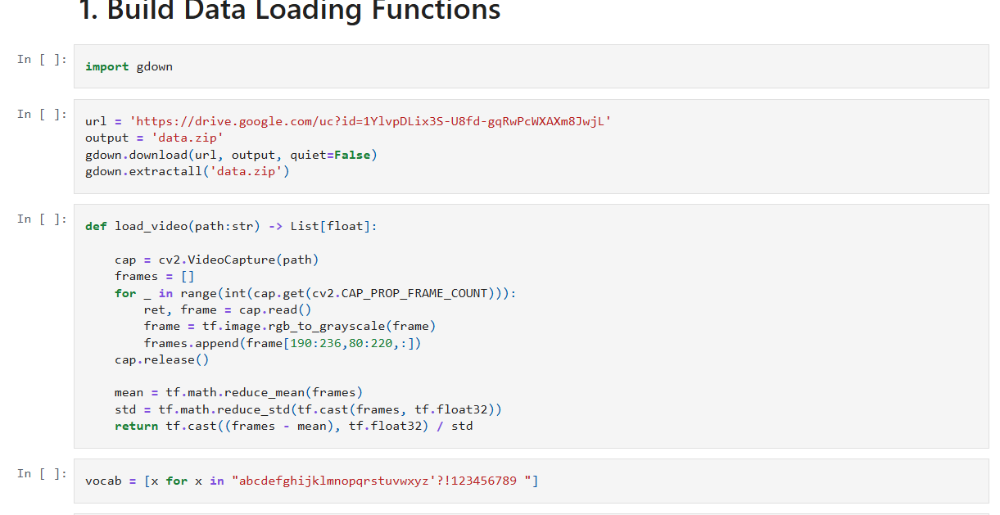 1. Build Data Loading Functions
In [ ]:
import gdown
In [ ]:
url = 'https://drive.google.com/uc?id=1YlvpDLix3S-U8fd-gqRwPcWXAXm8JwjL'
output = 'data.zip'
gdown.download(url, output, quiet=False)
gdown.extractall('data.zip')
In [ ]:
def load_video(path:str) -> List[float]:
    cap = cv2.VideoCapture(path)
    frames = []
    for _ in range(int(cap.get(cv2.CAP_PROP_FRAME_COUNT))):
        ret, frame = cap.read()
        frame = tf.image.rgb_to_grayscale(frame)
        frames.append(frame[190:236,80:220,:])
    cap.release()
    mean = tf.math.reduce_mean(frames)
    std = tf.math.reduce_std(tf.cast(frames, tf.float32))
    return tf.cast((frames - mean), tf.float32) / std
In [ ]:
vocab = [x for x in "abcdefghijklmnopqrstuvwxyz'?!123456789 "]